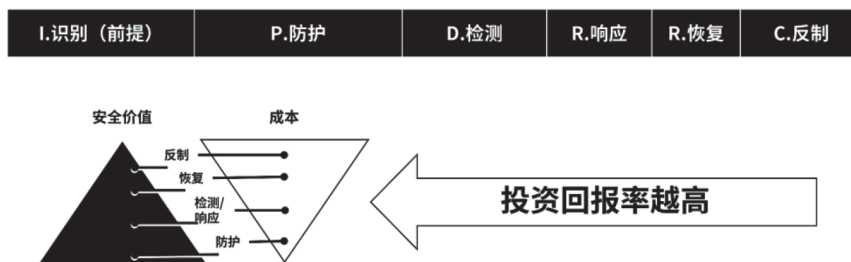 I.识别（前提） P.防护 D.检测 R.响应 R.恢复 C.反制
安全价值 成本
反制
恢复
检测/
响应
防护
投资回报率越高